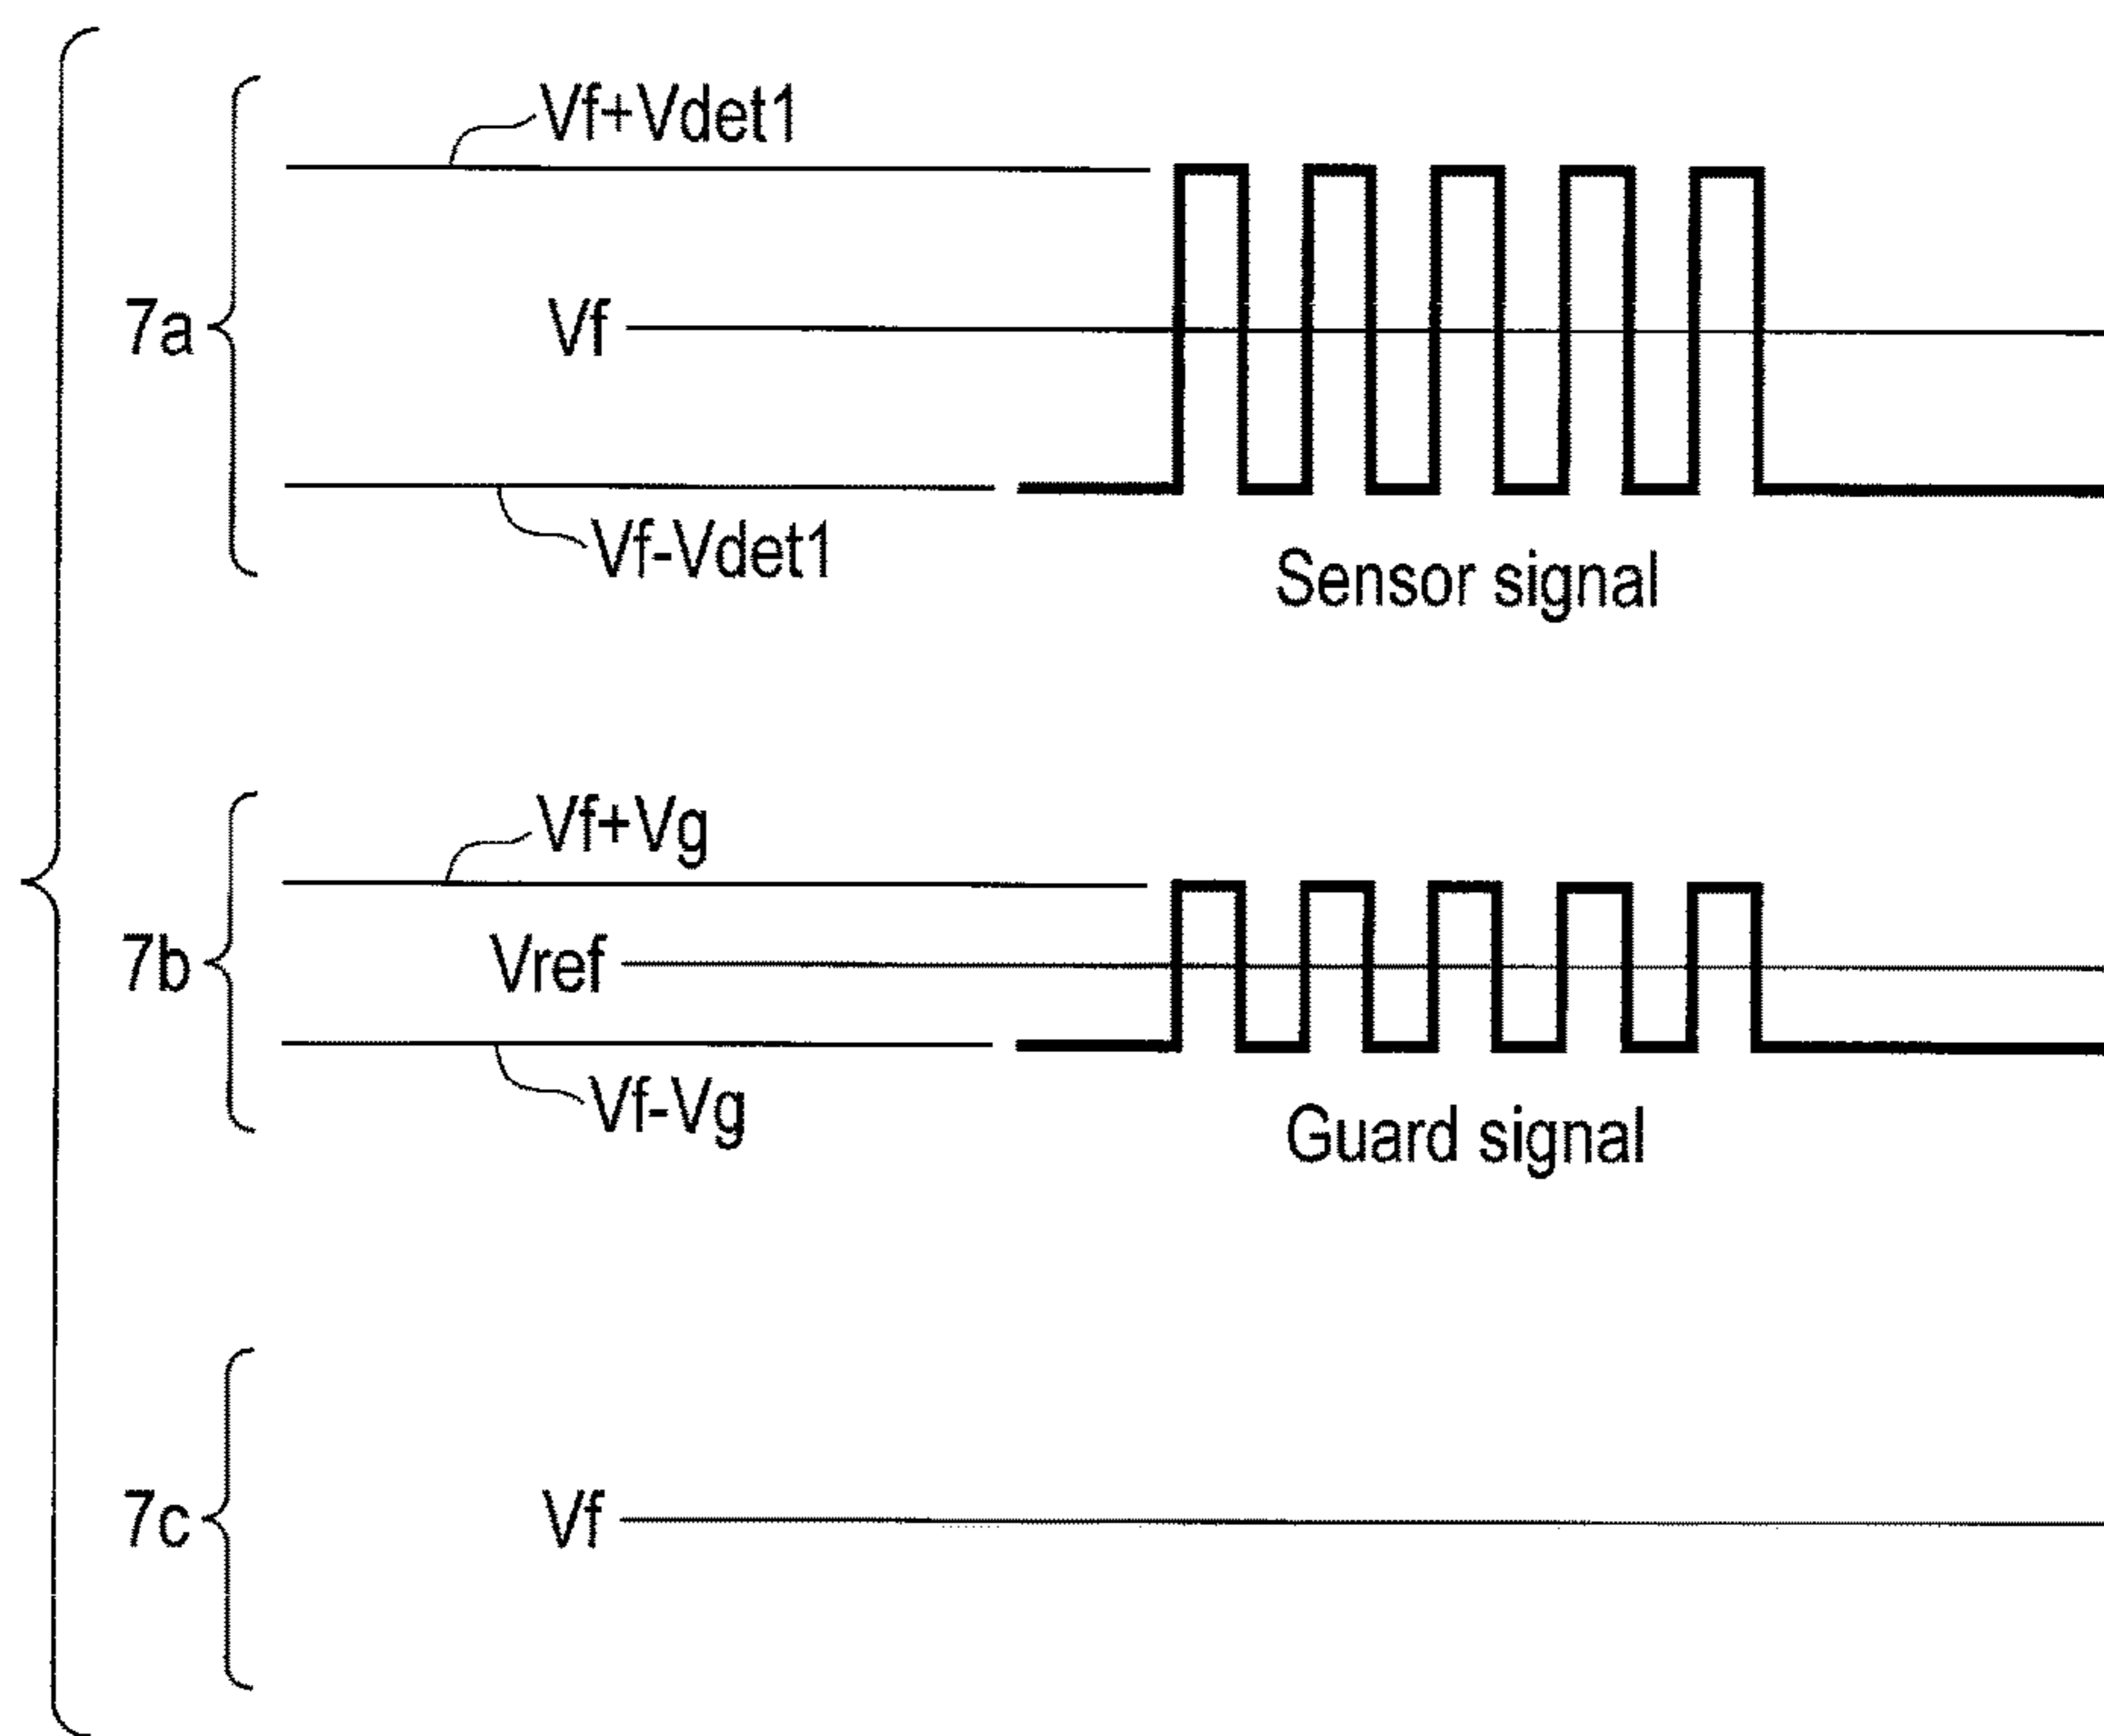 Vf+Vdet1
7a
Vf
Vf-Vdet1
Sensor signal
Vf+Vg
7b
Vref
Vf-Vg
Guard signal
7c
Vf